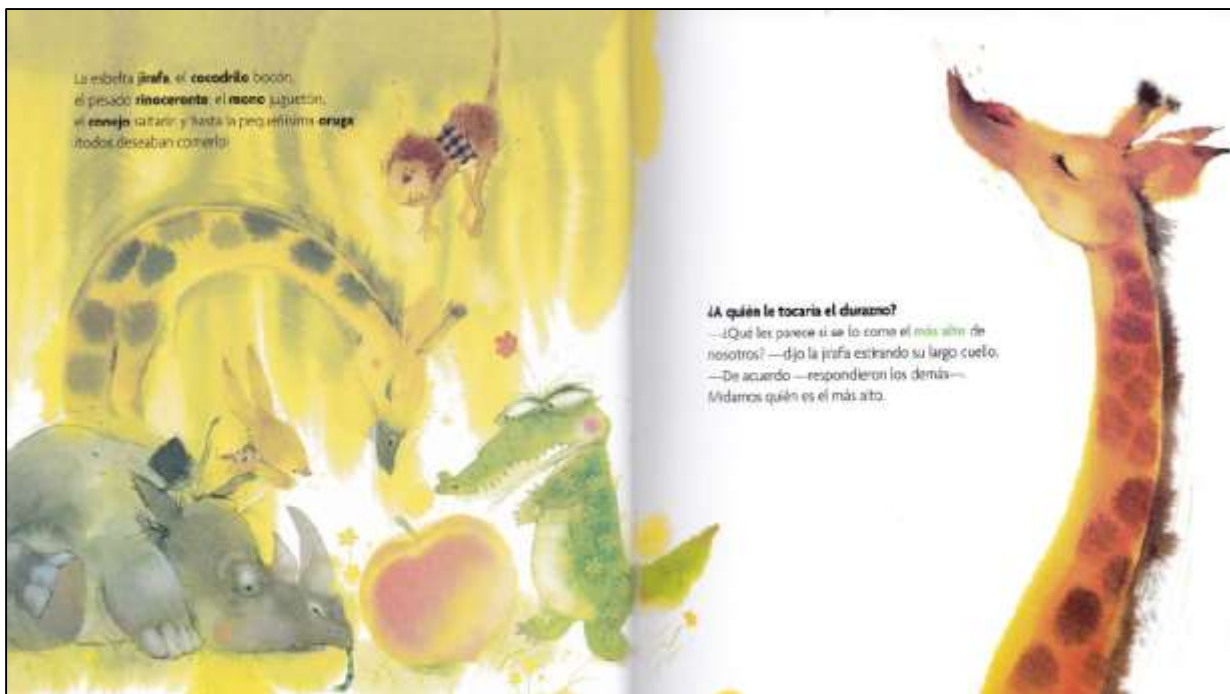 La esbelta jirafa, el cocodrilo bocón,
el pesado rinoceronte, el mono juguetón,
el conejo saltarín y hasta la pequeñísima oruga
¡todos deseaban comerlo!
¿A quién le tocaría el durazno?
—¿Qué les parece si se lo come el más alto de
nosotros? —dijo la jirafa estirando su largo cuello.
—De acuerdo —respondieron los demás—.
Midamos quién es el más alto.